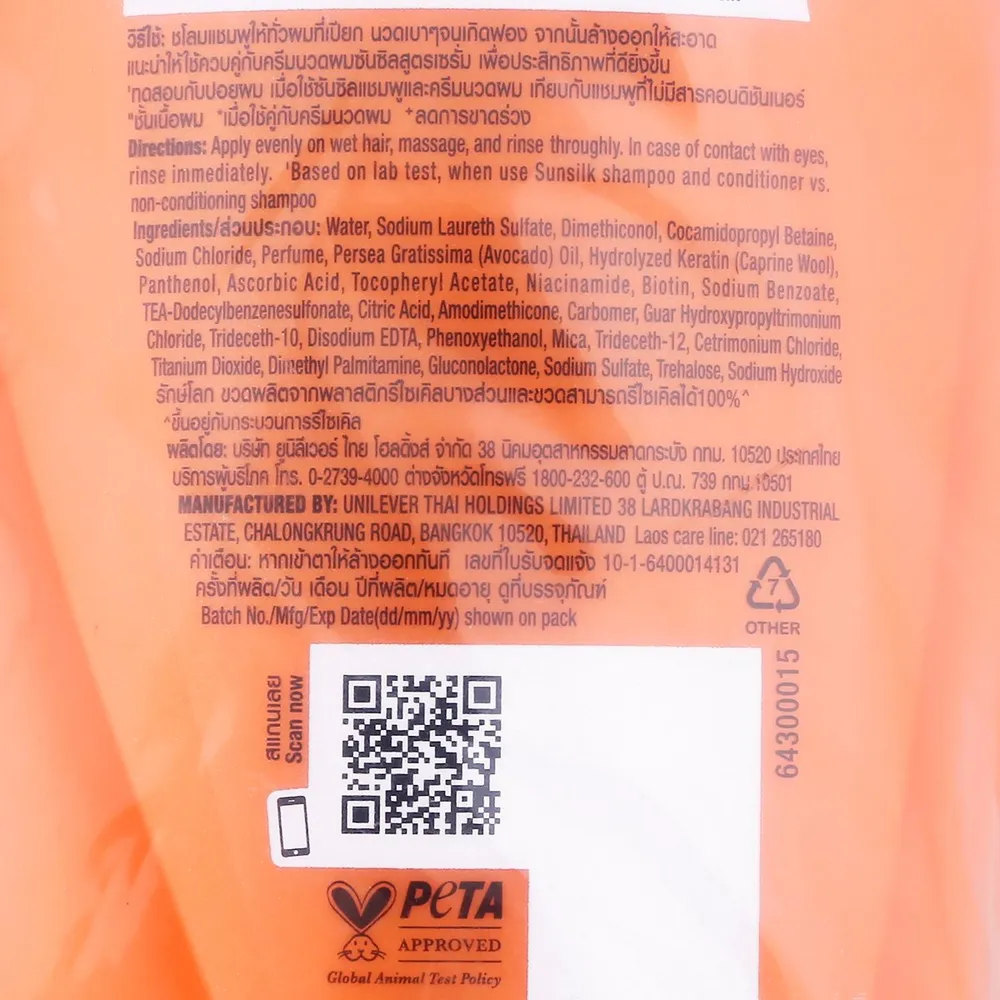 วิธีใช้: ชโลมแชมพูให้ทั่วผมที่เปียก นวดเบาๆจนเกิดฟอง จากนั้นล้างออกให้สะอาด
แนะนำให้ใช้ควบคู่กับครีมนวดผมซันซิลสูตรเซรั่ม เพื่อประสิทธิภาพที่ดียิ่งขึ้น
'ทดสอบกับปอยผม เมื่อใช้ซันซิลแชมพูและครีมนวดผม เทียบกับแชมพูที่ไม่มีสารคอนดิชันเนอร์
"ชั้นเนื้อผม *เมื่อใช้คู่กับครีมนวดผม ⁺ลดการขาดร่วง
Directions: Apply evenly on wet hair, massage, and rinse throughly. In case of contact with eyes,
rinse immediately. 'Based on lab test, when use Sunsilk shampoo and conditioner vs.
non-conditioning shampoo
Ingredients/ส่วนประกอบ: Water, Sodium Laureth Sulfate, Dimethiconol, Cocamidopropyl Betaine,
Sodium Chloride, Perfume, Persea Gratissima (Avocado) Oil, Hydrolyzed Keratin (Caprine Wool),
Panthenol, Ascorbic Acid, Tocopheryl Acetate, Niacinamide, Biotin, Sodium Benzoate,
TEA-Dodecylbenzenesulfonate, Citric Acid, Amodimethicone, Carbomer, Guar Hydroxypropyltrimonium
Chloride, Trideceth-10, Disodium EDTA, Phenoxyethanol, Mica, Trideceth-12, Cetrimonium Chloride,
Titanium Dioxide, Dimethyl Palmitamine, Gluconolactone, Sodium Sulfate, Trehalose, Sodium Hydroxide
รักษ์โลก ขวดผลิตจากพลาสติกรีไซเคิลบางส่วนและขวดสามารถรีไซเคิลได้100%^
^ขึ้นอยู่กับกระบวนการรีไซเคิล
ผลิตโดย: บริษัท ยูนิลีเวอร์ ไทย โฮลดิ้งส์ จำกัด 38 นิคมอุตสาหกรรมลาดกระบัง กทม. 10520 ประเทศไทย
บริการผู้บริโภค โทร. 0-2739-4000 ต่างจังหวัดโทรฟรี 1800-232-600 ตู้ ป.ณ. 739 กทม. 10501
MANUFACTURED BY: UNILEVER THAI HOLDINGS LIMITED 38 LARDKRABANG INDUSTRIAL
ESTATE, CHALONGKRUNG ROAD, BANGKOK 10520, THAILAND Laos care line: 021 265180
คำเตือน: หากเข้าตาให้ล้างออกทันที เลขที่ใบรับจดแจ้ง 10-1-6400014131
ครั้งที่ผลิต/วัน เดือน ปีที่ผลิต/หมดอายุ ดูที่บรรจุภัณฑ์
Batch No./Mfg/Exp Date(dd/mm/yy) shown on pack
7
OTHER
64300015
สแกนเลย
Scan now
PETA
APPROVED
Global Animal Test Policy